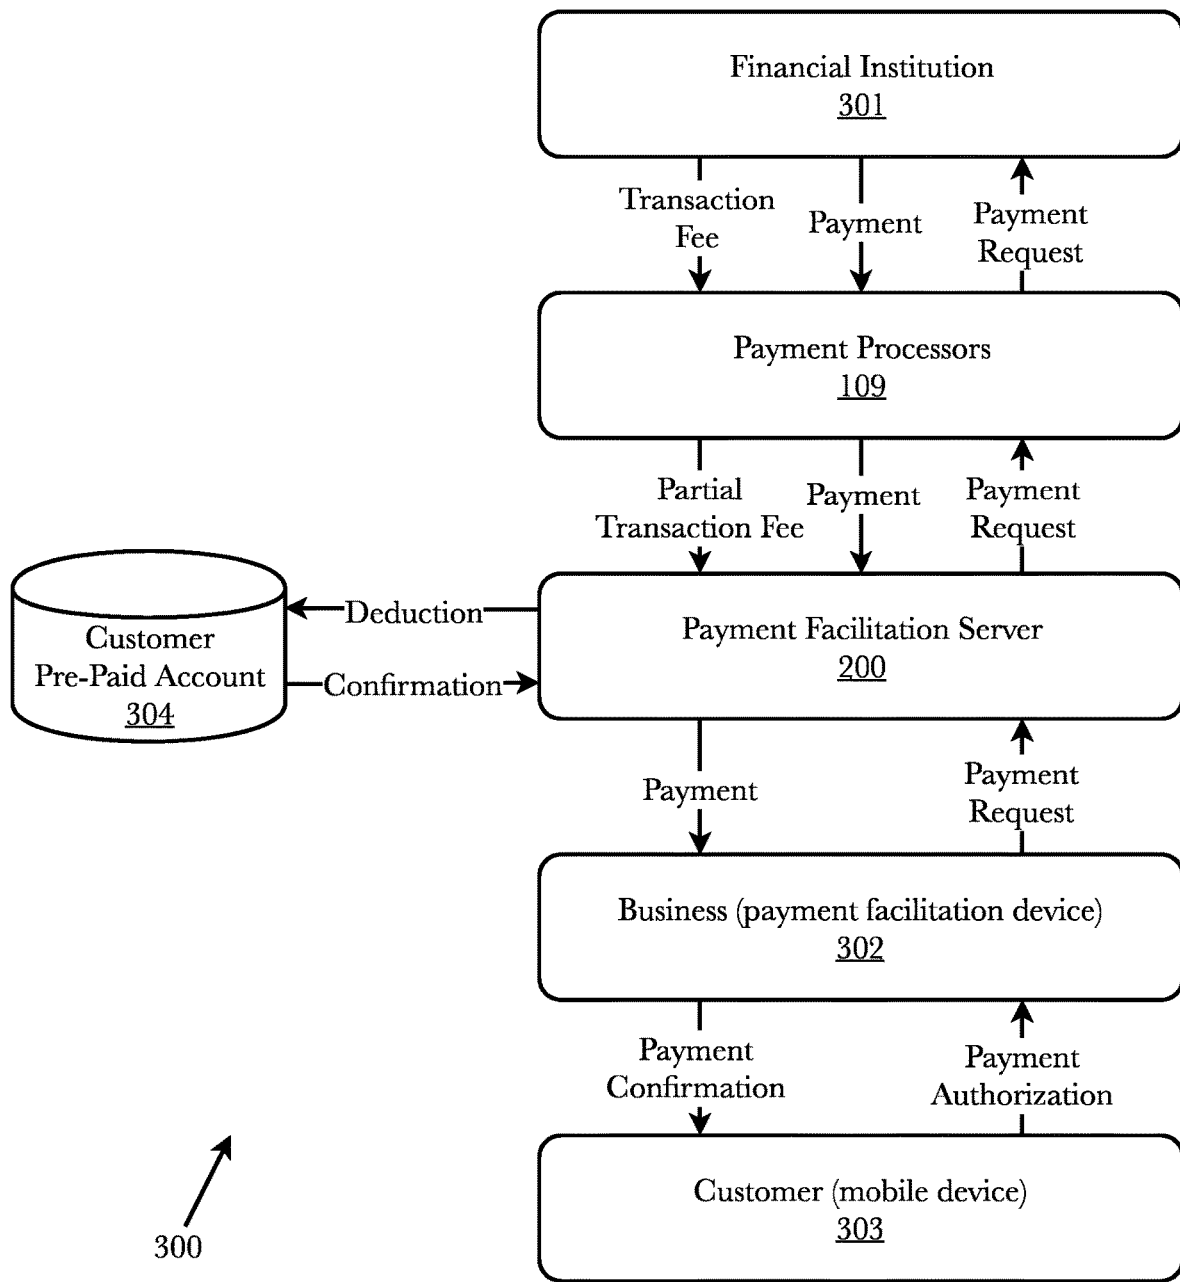 Financial Institution
301
Transaction
Fee
Payment
Payment
Request
Payment Processors
109
Partial
Transaction Fee
Payment
Payment
Request
Customer
Pre-Paid Account
304
Deduction
Confirmation
Payment Facilitation Server
200
Payment
Payment
Request
Business (payment facilitation device)
302
Payment
Confirmation
Payment
Authorization
Customer (mobile device)
303
300